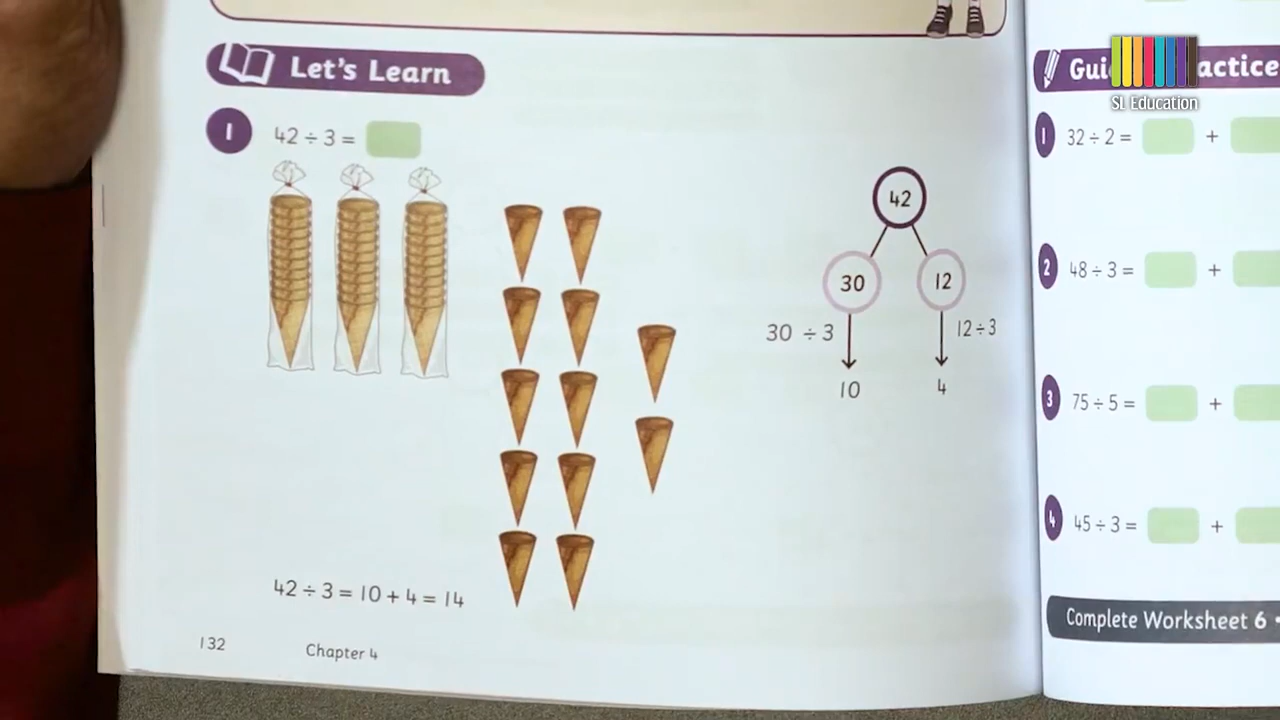 Let's Learn
1 42 ÷ 3 =
42
30 12
30 ÷ 3 12 ÷ 3
10 4
42 ÷ 3 = 10 + 4 = 14
132 Chapter 4
SL Education
1 32 ÷ 2 = +
2 48 ÷ 3 = +
3 75 ÷ 5 = +
4 45 ÷ 3 = +
Complete Worksheet 6